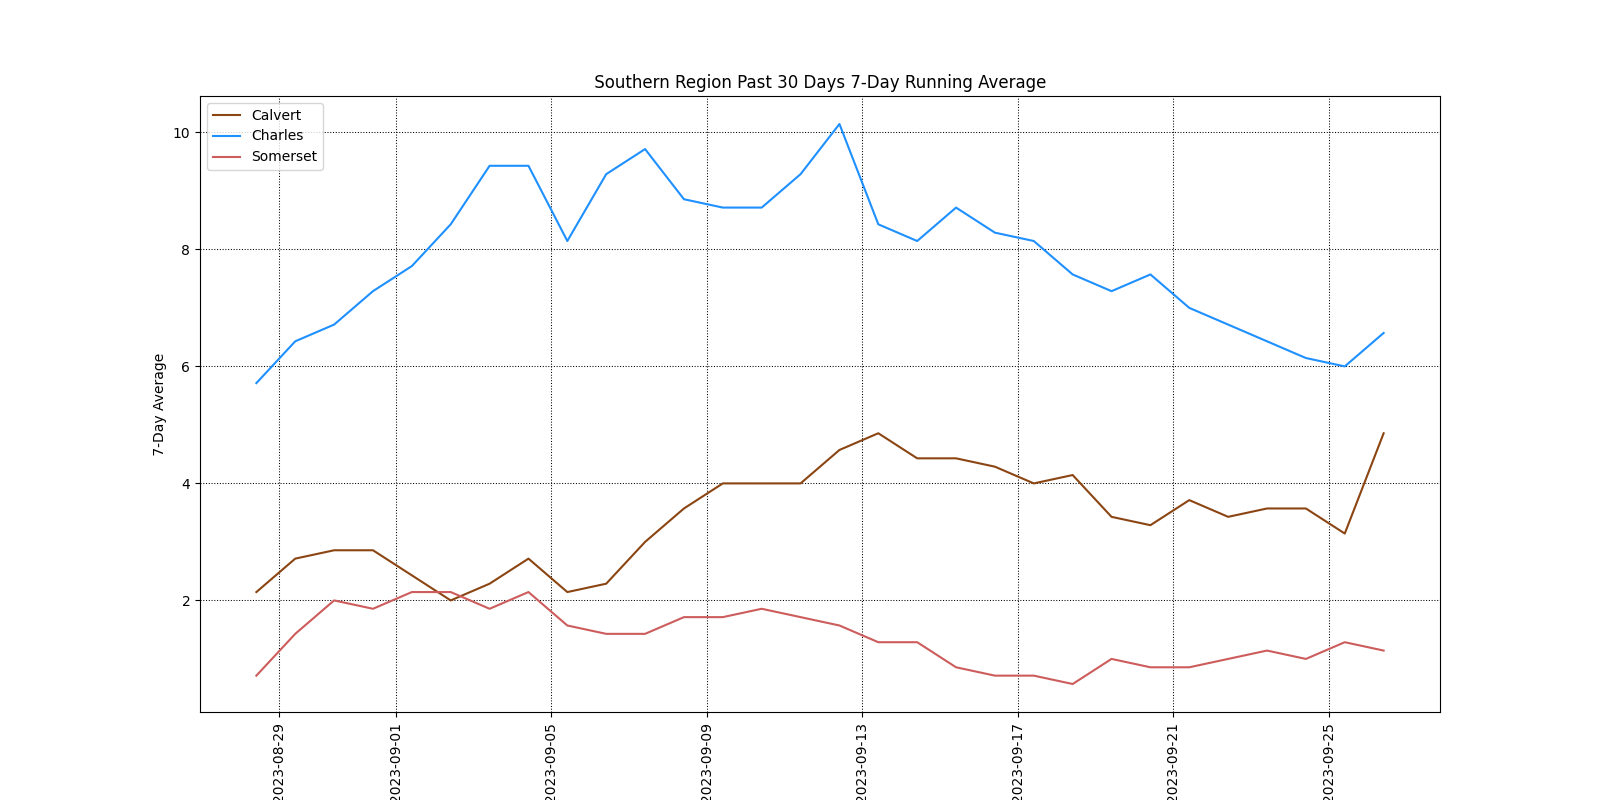 Southern Region Past 30 Days 7-Day Running Average
Calvert
Charles
Somerset
7-Day Average
10
8
6
4
2
2023-08-29
2023-09-01
2023-09-05
2023-09-09
2023-09-13
2023-09-17
2023-09-21
2023-09-25